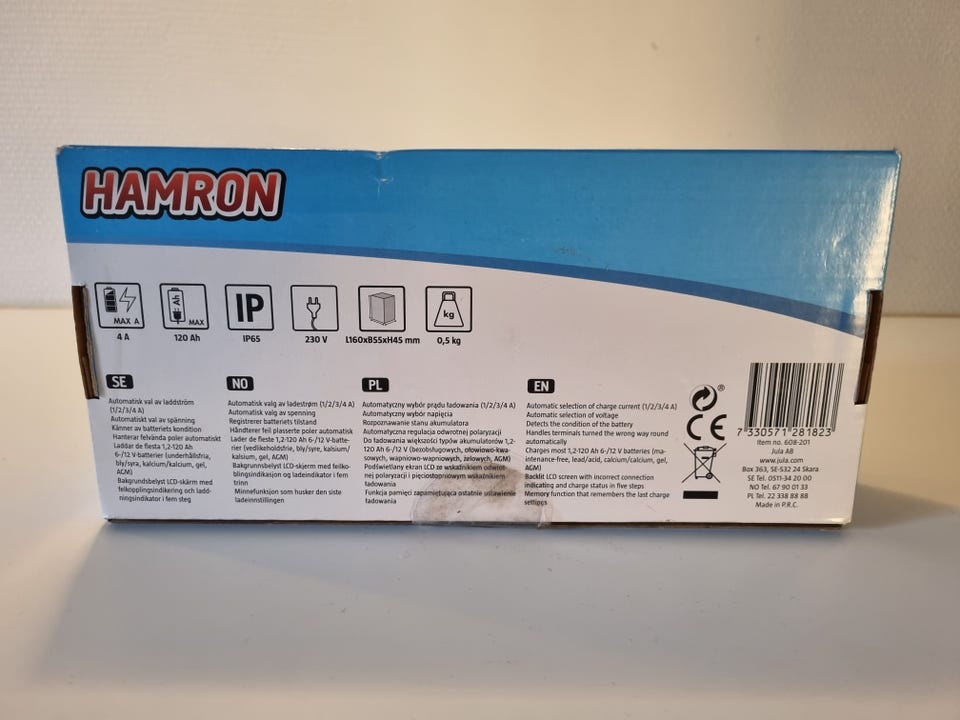 HAMRON
MAX A
Ah
MAX
IP
kg
4 A
120 Ah
IP65
230 V
L160xB55xH45 mm
0,5 kg
SE
Automatisk val av laddström
(1/2/3/4 A)
Automatiskt val av spänning
Känner av batteriets kondition
Hanterar felvända poler automatiskt
Laddar de flesta 1,2-120 Ah
6-/12 V-batterier (underhållsfria,
bly/syra, kalcium/kalcium, gel,
AGM)
Bakgrundsbelyst LCD-skärm med
felkopplingsindikering och ladd-
ningsindikator i fem steg
NO
Automatisk valg av ladestrøm (1/2/3/4 A)
Automatisk valg av spenning
Registrerer batteriets tilstand
Håndterer feil plasserte poler automatisk
Lader de fleste 1,2-120 Ah 6-/12 V-batte-
rier (vedlikeholdsfrie, bly/syre, kalsium/
kalsium, gel, AGM)
Bakgrunnsbelyst LCD-skjerm med feilko-
blingsindikasjon og ladeindikator i fem
trinn
Minnefunksjon som husker den siste
ladeinnstillingen
PL
Automatyczny wybór prądu ładowania (1/2/3/4 A)
Automatyczny wybór napięcia
Rozpoznawanie stanu akumulatora
Automatyczna regulacja odwrotnej polaryzacji
Do ładowania większości typów akumulatorów 1,2-
120 Ah 6-/12 V (bezobsługowych, ołowiowo-kwa-
sowych, wapniowo-wapniowych, żelowych, AGM)
Podświetlany ekran LCD ze wskaźnikiem odwrot-
nej polaryzacji i pięciostopniowym wskaźnikiem
ładowania
Funkcja pamięci zapamiętująca ostatnie ustawienie
ładowania
EN
Automatic selection of charge current (1/2/3/4 A)
Automatic selection of voltage
Detects the condition of the battery
Handles terminals turned the wrong way round
automatically
Charges most 1,2-120 Ah 6-/12 V batteries (ma-
intenance-free, lead/acid, calcium/calcium, gel,
AGM)
Backlit LCD screen with incorrect connection
indicating and charge status in five steps
Memory function that remembers the last charge
settings
®
CE
7 330571 281823
Item no. 608-201
Jula AB
www.jula.com
Box 363, SE-532 24 Skara
SE Tel. 0511-34 20 00
NO Tel. 67 90 01 33
PL Tel. 22 338 88 88
Made in P.R.C.